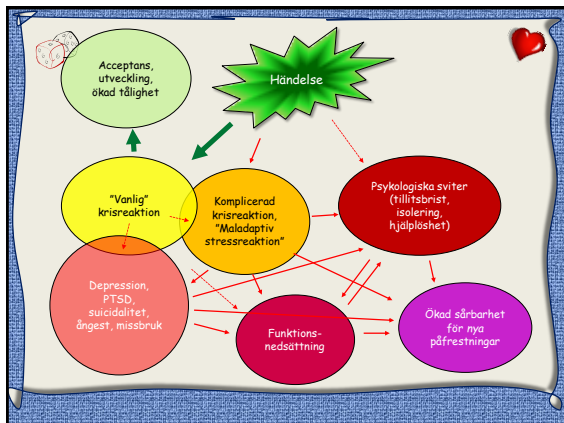 Acceptans,
utveckling,
ökad tålighet
Händelse
”Vanlig”
krisreaktion
Komplicerad
krisreaktion,
”Maladaptiv
stressreaktion”
Psykologiska sviter
(tillitsbrist,
isolering,
hjälplöshet)
Depression,
PTSD,
suicidalitet,
ångest, missbruk
Funktions-
nedsättning
Ökad sårbarhet
för nya
påfrestningar